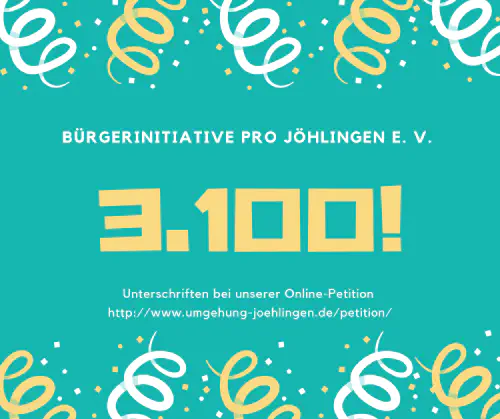 BÜRGERINITIATIVE PRO JÖHLINGEN E. V.
3.100!
Unterschriften bei unserer Online-Petition
http://www.umgehung-joehlingen.de/petition/